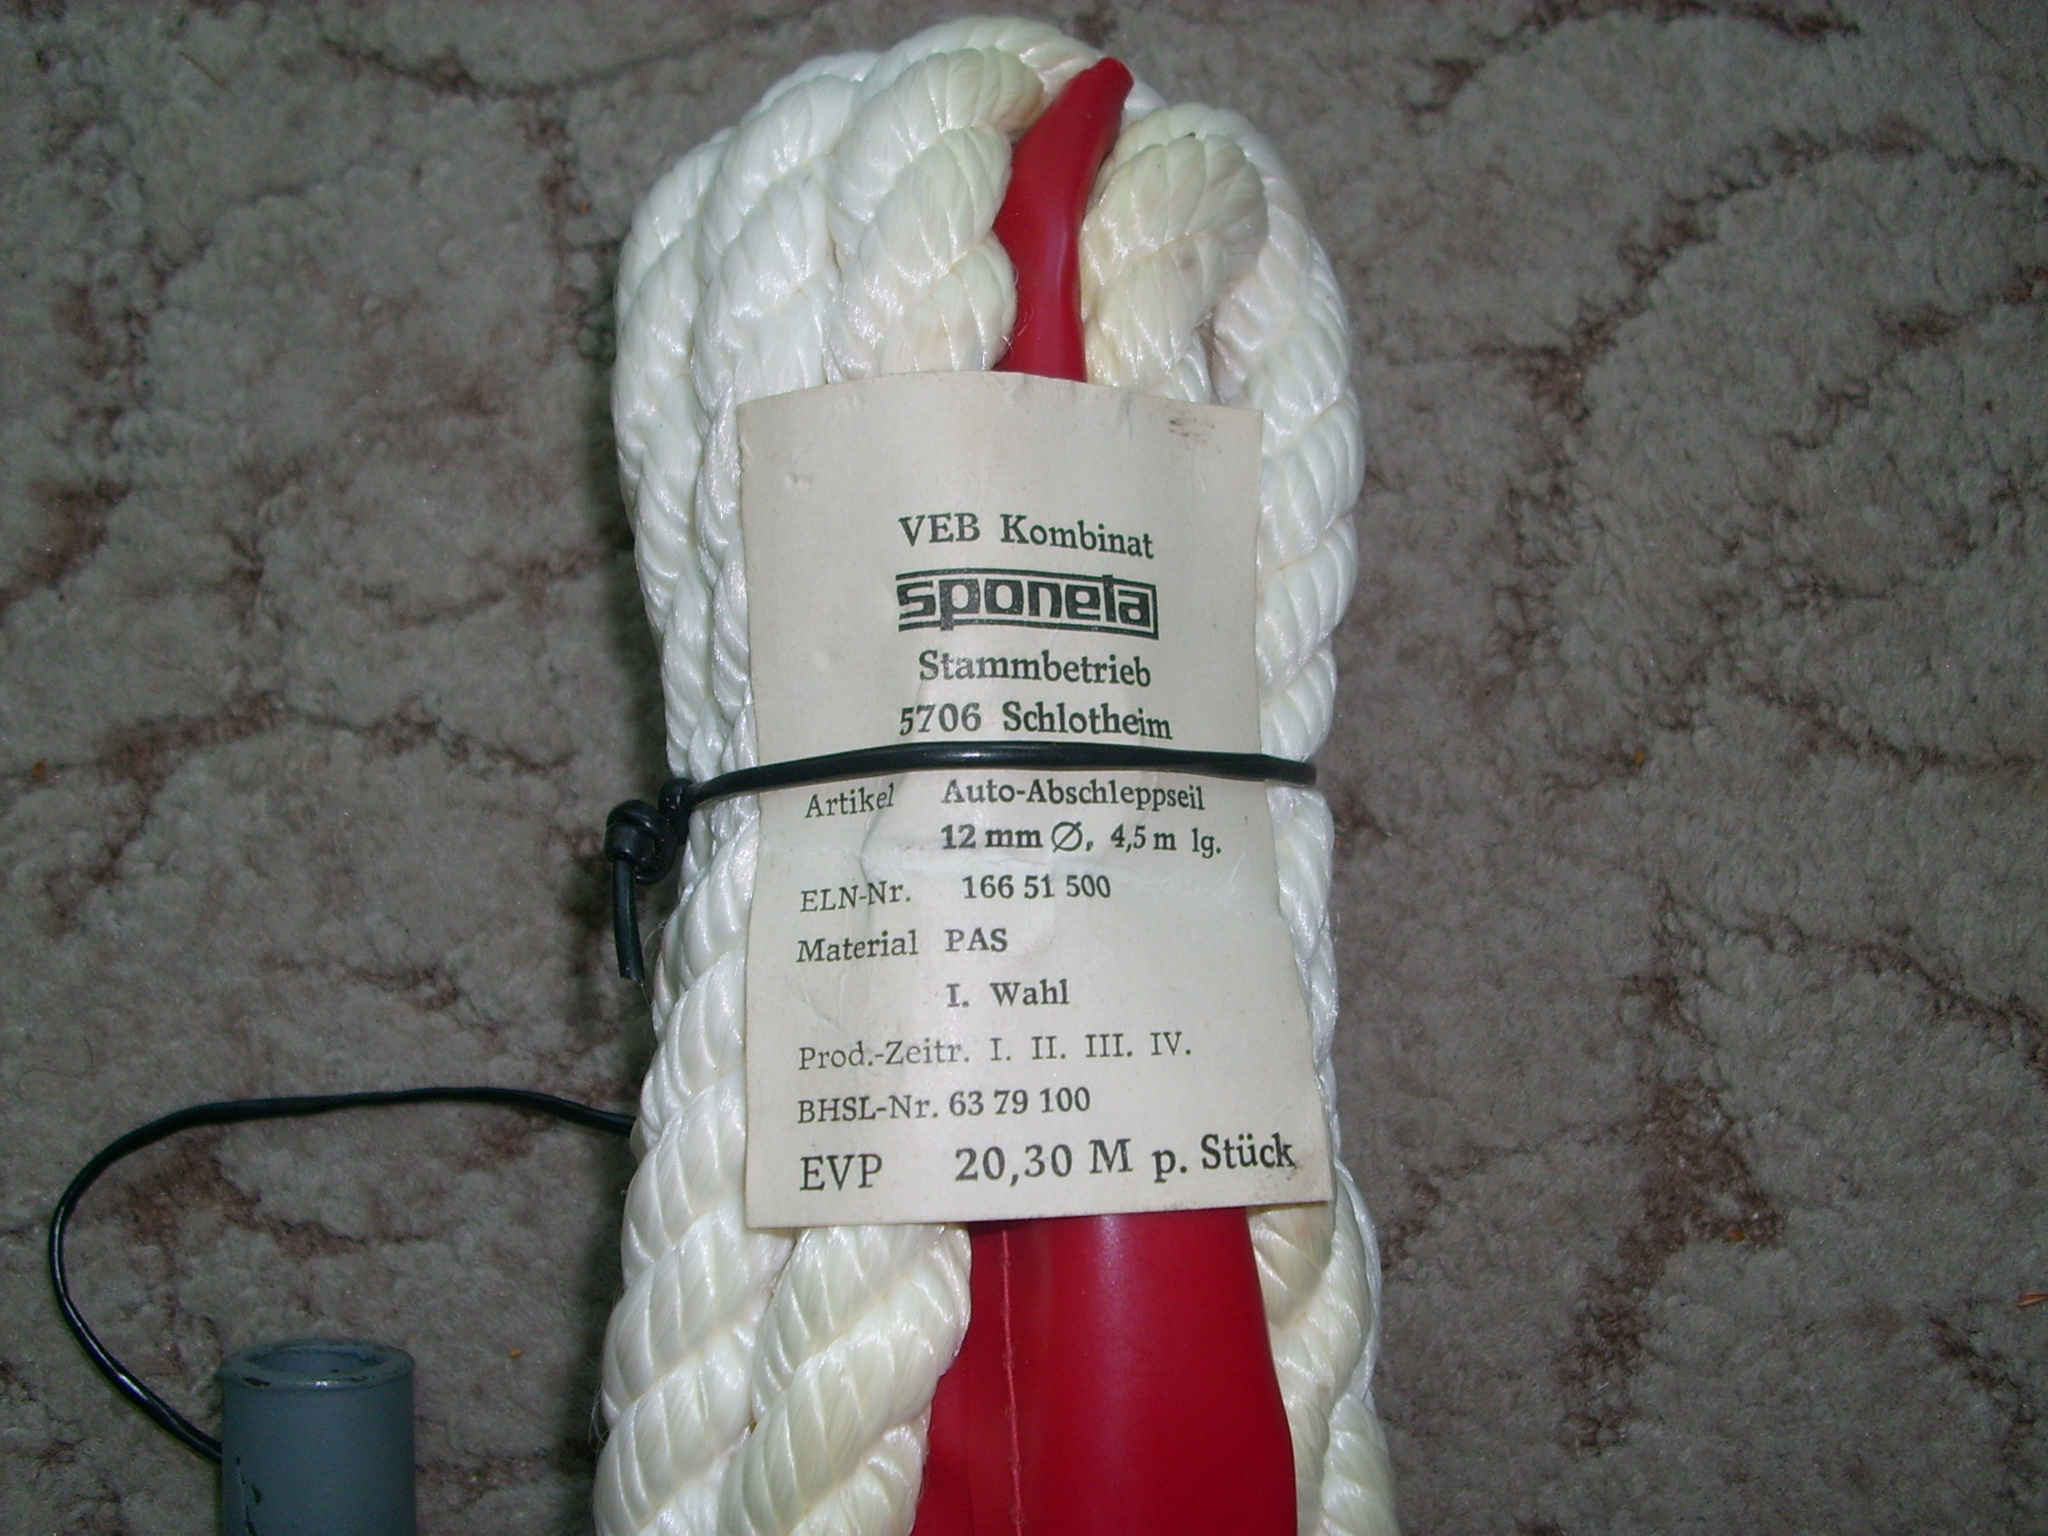 VEB Kombinat
sponeta
Stammbetrieb
5706 Schlotheim
Artikel Auto-Abschleppseil
12 mm Ø, 4,5 m lg.
ELN-Nr. 166 51 500
Material PAS
I. Wahl
Prod.-Zeitr. I. II. III. IV.
BHSL-Nr. 63 79 100
EVP 20,30 M p. Stück